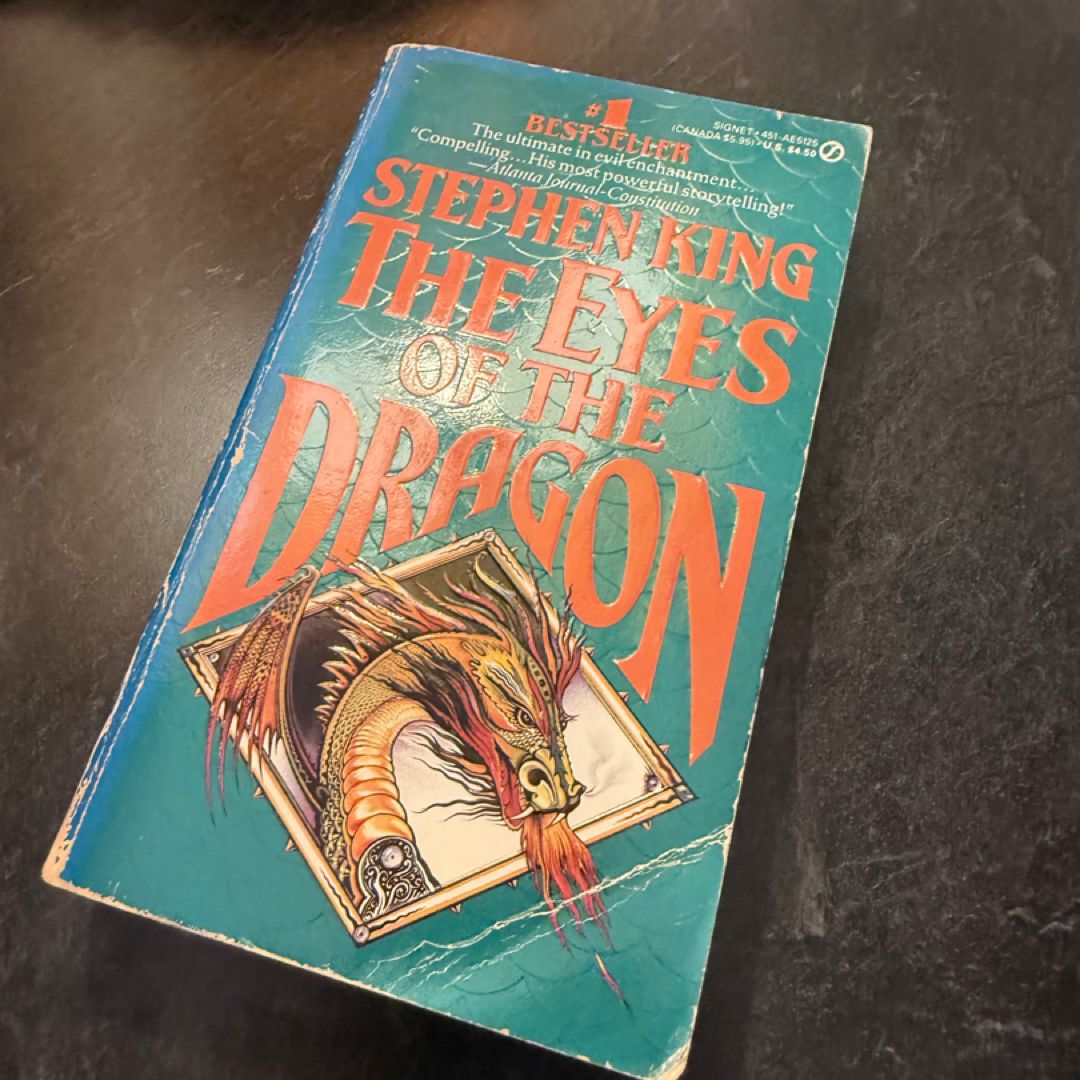 #1
BESTSELLER
SIGNET • 451-AE5125
(CANADA $5.95) • U.S. $4.50
The ultimate in evil enchantment...
“Compelling...His most powerful storytelling!”
—Atlanta Journal-Constitution
STEPHEN KING
THE EYES
OF THE
DRAGON